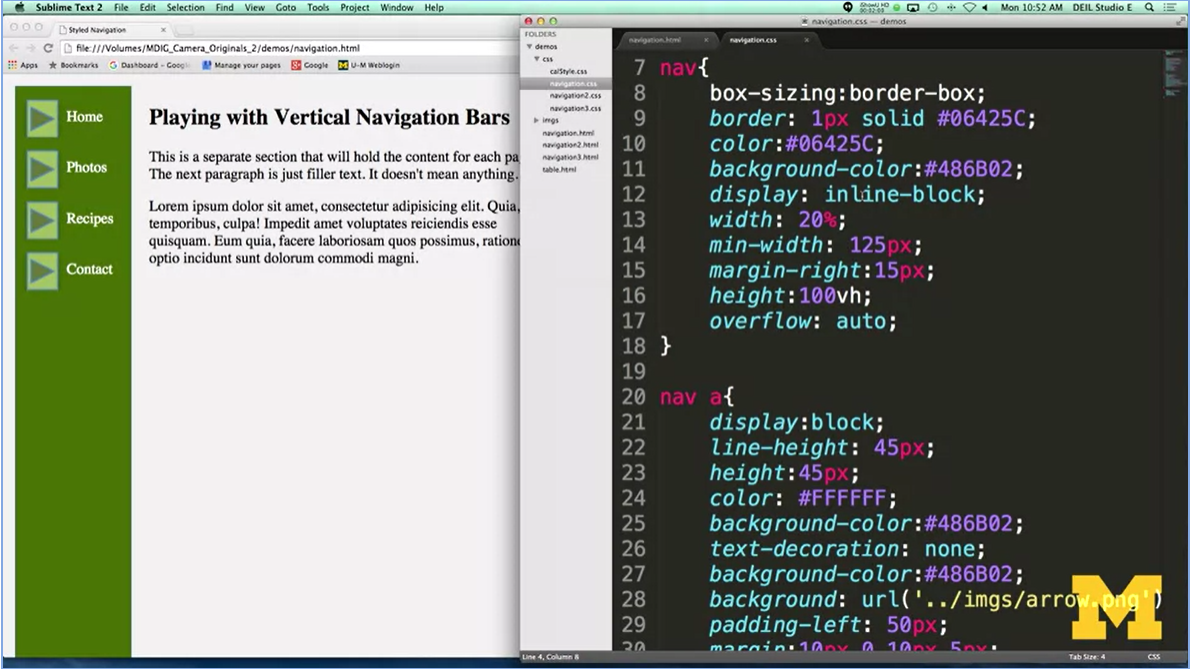 Sublime Text 2 File Edit Selection Find View Goto Tools Project Window Help
Mon 10:52 AM DEIL Studio E
Styled Navigation
file:///Volumes/MDIG_Camera_Originals_2/demos/navigation.html
Apps Bookmarks Dashboard – Googl Manage your pages Google U-M Weblogin
Home
Photos
Recipes
Contact
Playing with Vertical Navigation Bars
This is a separate section that will hold the content for each pa
The next paragraph is just filler text. It doesn't mean anything.
Lorem ipsum dolor sit amet, consectetur adipisicing elit. Quia,
temporibus, culpa! Impedit amet voluptates reiciendis esse
quisquam. Eum quia, facere laboriosam quos possimus, ratione
optio incidunt sunt dolorum commodi magni.
navigation.css — demos
FOLDERS
demos
css
calStyle.css
navigation.css
navigation2.css
navigation3.css
imgs
navigation.html
navigation2.html
navigation3.html
table.html
navigation.html navigation.css
7 nav{
8 box-sizing:border-box;
9 border: 1px solid #06425C;
10 color:#06425C;
11 background-color:#486B02;
12 display: inline-block;
13 width: 20%;
14 min-width: 125px;
15 margin-right:15px;
16 height:100vh;
17 overflow: auto;
18 }
19
20 nav a{
21 display:block;
22 line-height: 45px;
23 height:45px;
24 color: #FFFFFF;
25 background-color:#486B02;
26 text-decoration: none;
27 background-color:#486B02;
28 background: url('../imgs/arrow.png')
29 padding-left: 50px;
30 margin:10px 0 10px 5px;
M
Line 4, Column 8
Tab Size: 4 CSS